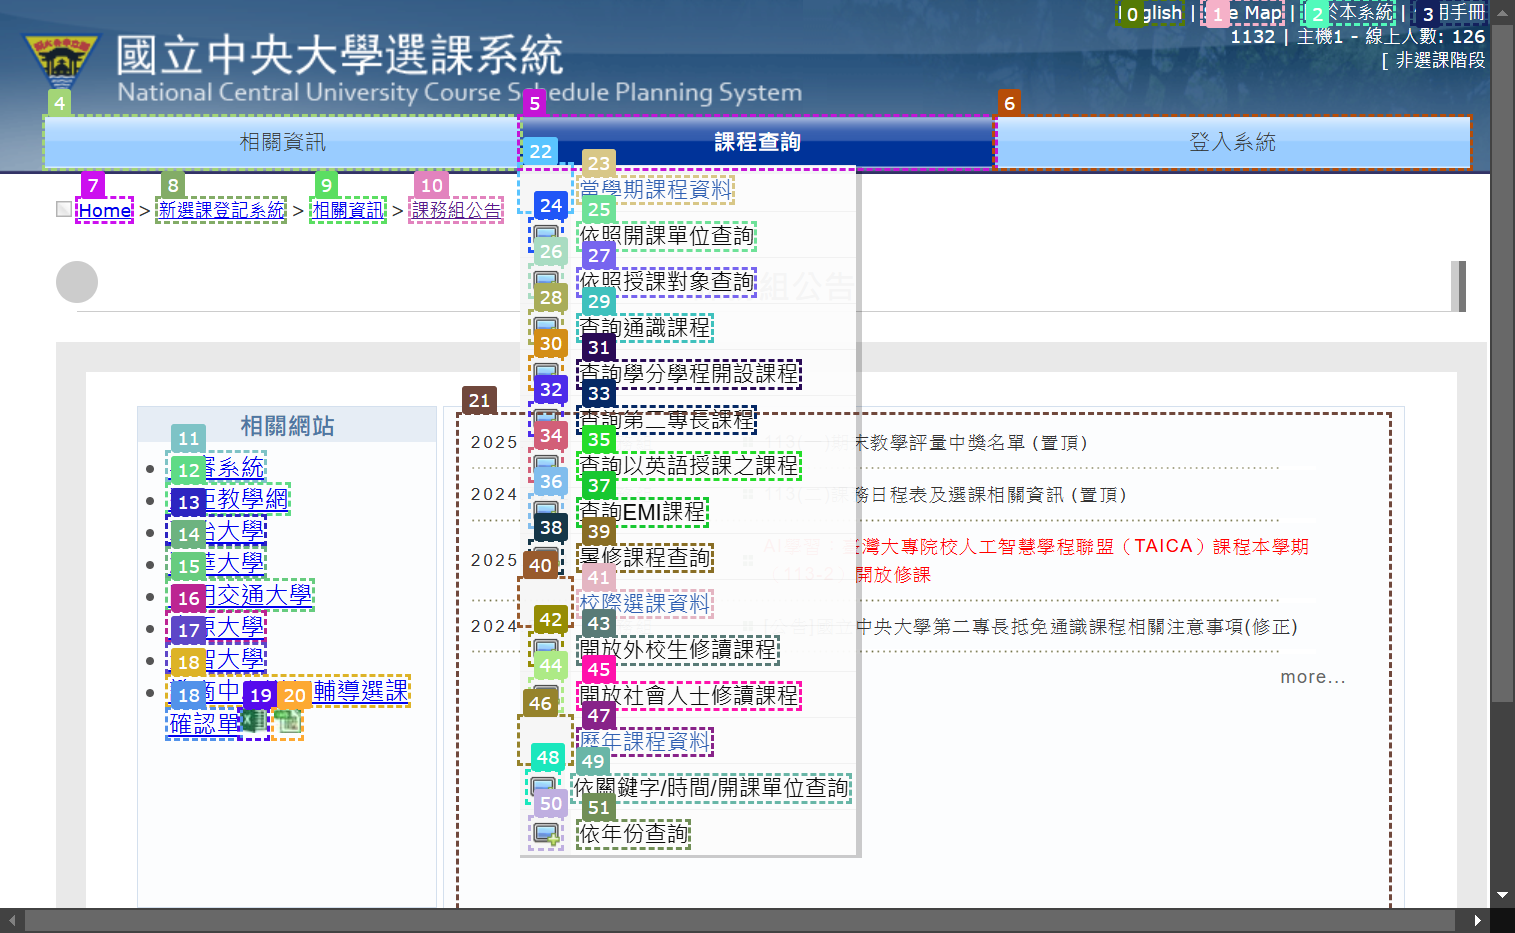 0 glish | 1 e Map | 2 於本系統 | 3 用手冊
1132 | 主機1 - 線上人數: 126
[ 非選課階段
國立中央大學選課系統
National Central University Course Schedule Planning System
4 相關資訊
5 課程查詢
6 登入系統
7 Home > 8 新選課登記系統 > 9 相關資訊 > 10 課務組公告
組公告
22
23 當學期課程資料
24
25 依照開課單位查詢
26
27 依照授課對象查詢
28
29 查詢通識課程
30
31 查詢學分學程開設課程
32
33 查詢第二專長課程
34
35 查詢以英語授課之課程
36
37 查詢EMI課程
38
39 暑修課程查詢
40
41 校際選課資料
42
43 開放外校生修讀課程
44
45 開放社會人士修讀課程
46
47 歷年課程資料
48
49 依關鍵字/時間/開課單位查詢
50
51 依年份查詢
相關網站
11 系統
12 教學網
13 大學
14 大學
15 交通大學
16 大學
17 大學
18 輔導選課
18 確認單 19 20
21
2025 末教學評量中獎名單 (置頂)
2024 務日程表及選課相關資訊 (置頂)
2025 臺灣大專院校人工智慧學程聯盟（TAICA）課程本學期
開放修課
2024 中央大學第二專長抵免通識課程相關注意事項(修正)
more...